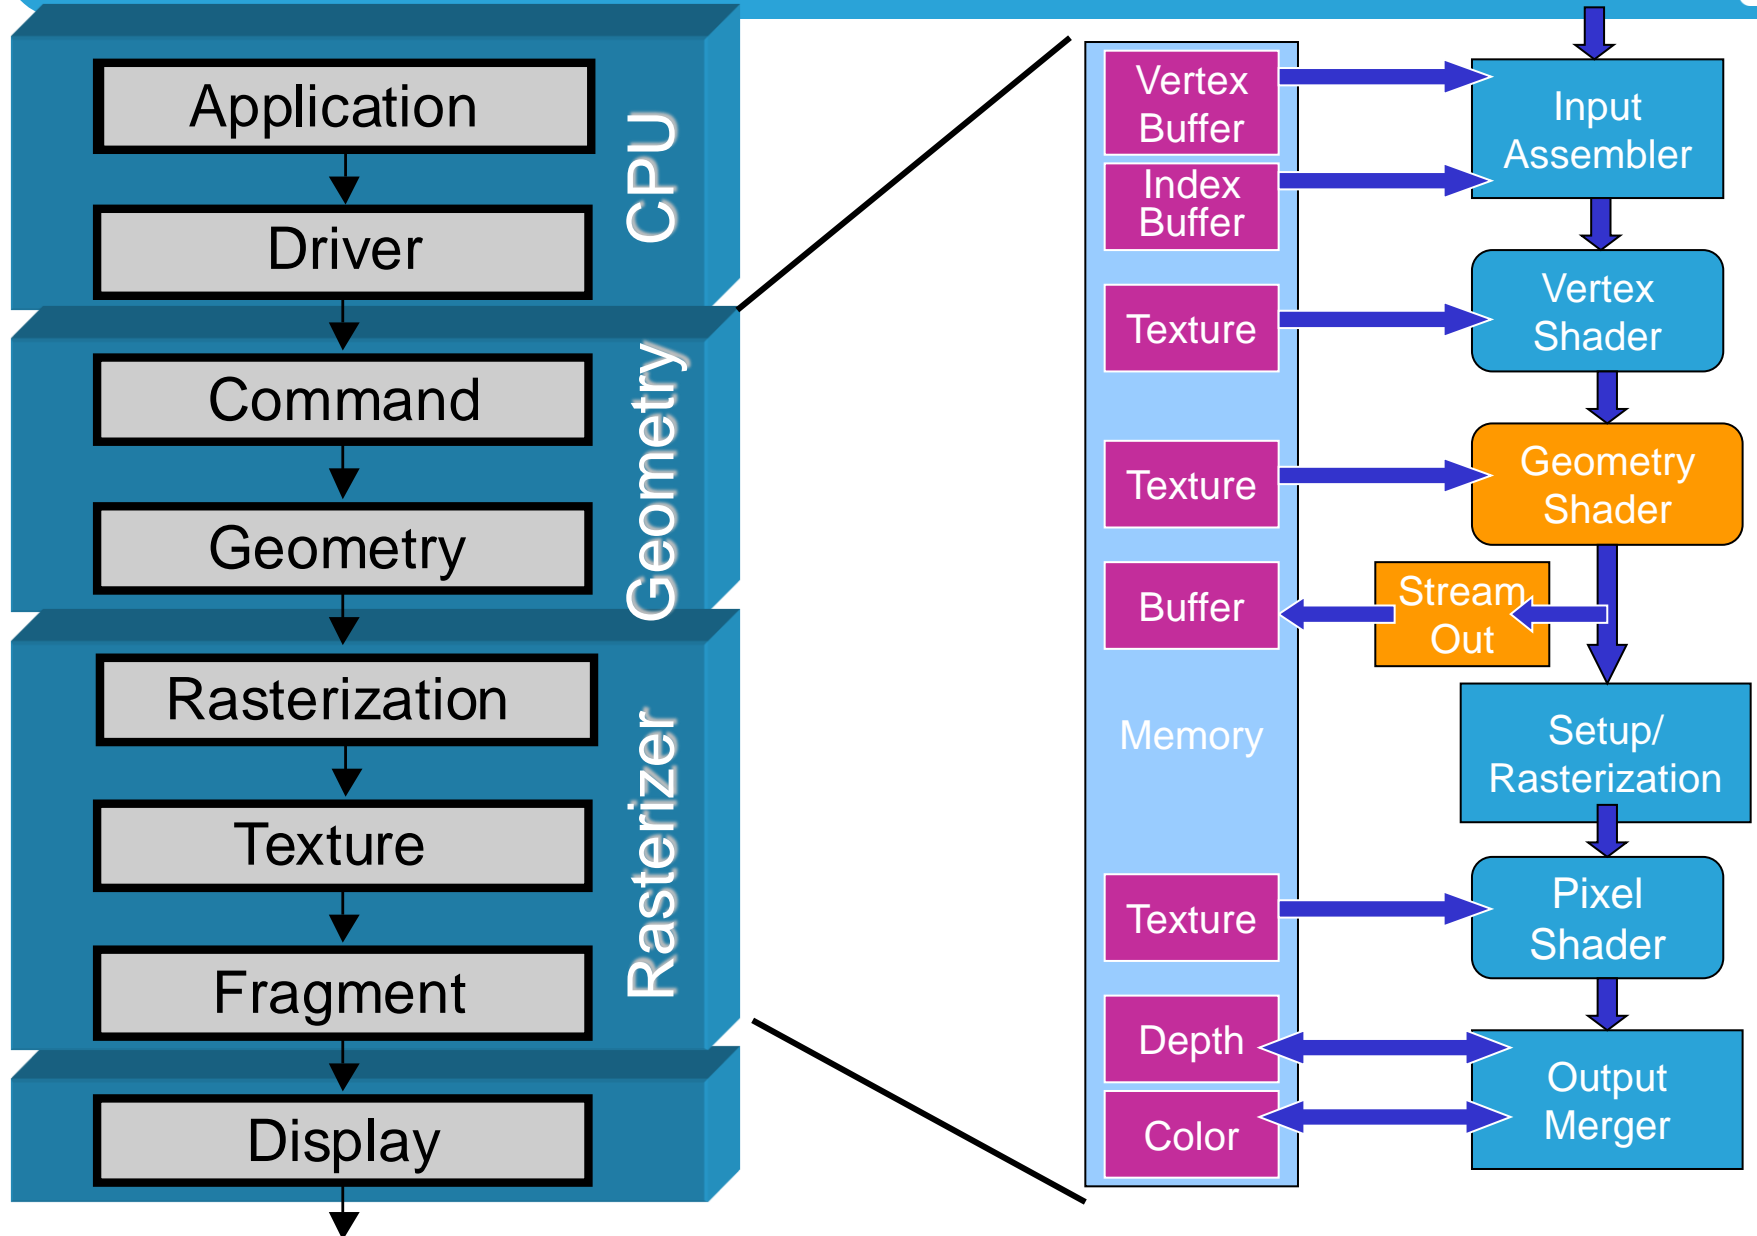 Application
Driver
CPU
Command
Geometry
Geometry
Rasterization
Texture
Fragment
Rasterizer
Display
Vertex
Buffer
Index
Buffer
Texture
Texture
Buffer
Memory
Texture
Depth
Color
Input
Assembler
Vertex
Shader
Geometry
Shader
Stream
Out
Setup/
Rasterization
Pixel
Shader
Output
Merger